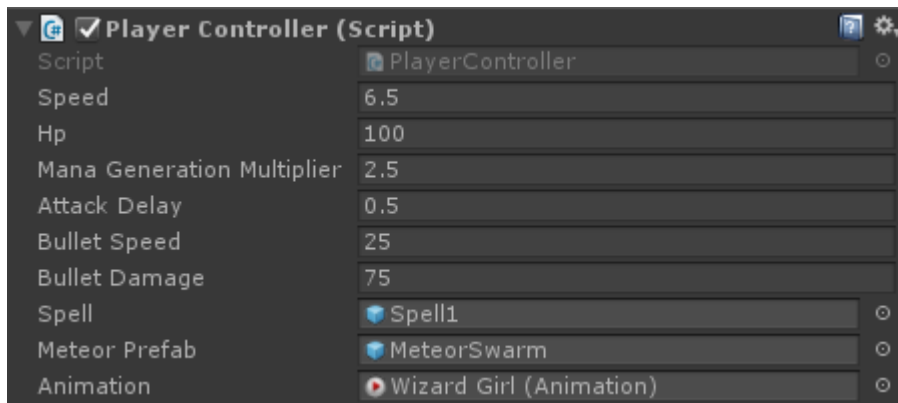 Player Controller (Script)
Script PlayerController
Speed 6.5
Hp 100
Mana Generation Multiplier 2.5
Attack Delay 0.5
Bullet Speed 25
Bullet Damage 75
Spell Spell1
Meteor Prefab MeteorSwarm
Animation Wizard Girl (Animation)